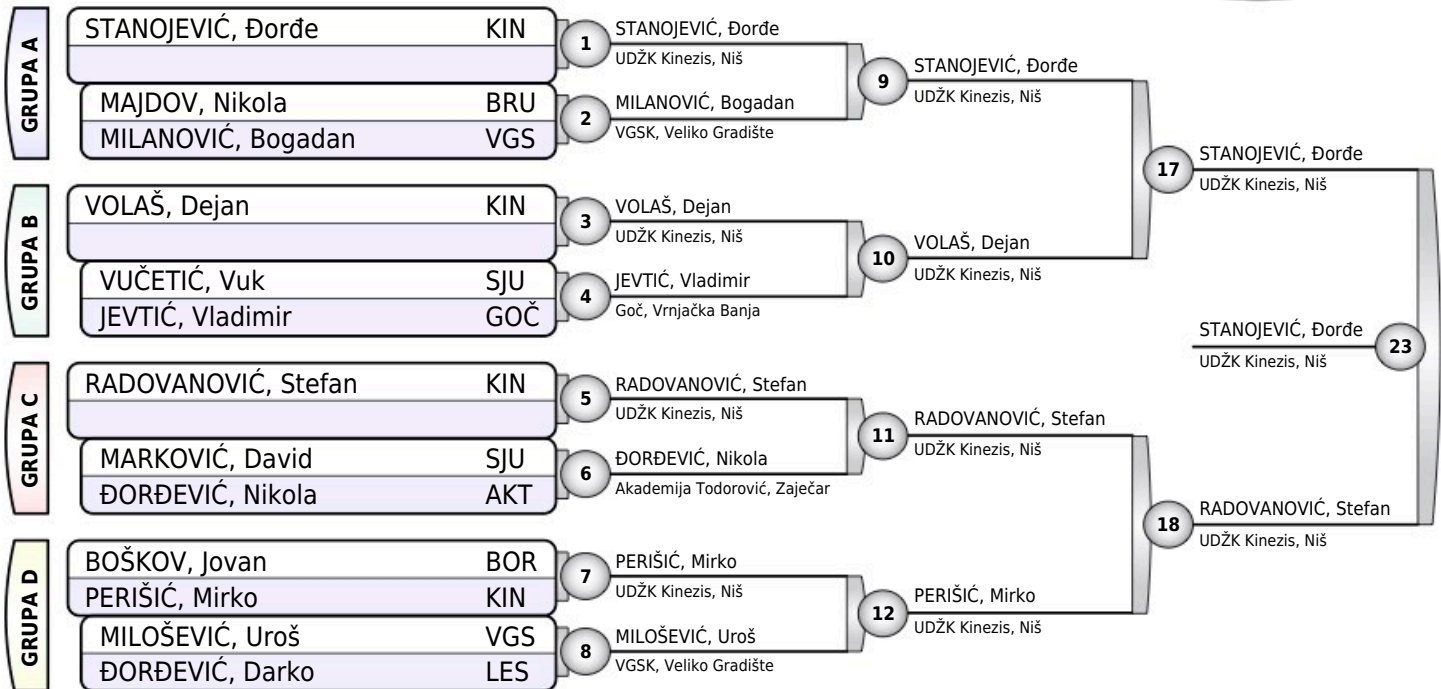 GRUPA A
STANOJEVIĆ, Đorđe KIN
MAJDOV, Nikola BRU
MILANOVIĆ, Bogadan VGS
GRUPA B
VOLAŠ, Dejan KIN
VUČETIĆ, Vuk SJU
JEVTIĆ, Vladimir GOČ
GRUPA C
RADOVANOVIĆ, Stefan KIN
MARKOVIĆ, David SJU
ĐORĐEVIĆ, Nikola AKT
GRUPA D
BOŠKOV, Jovan BOR
PERIŠIĆ, Mirko KIN
MILOŠEVIĆ, Uroš VGS
ĐORĐEVIĆ, Darko LES
1
STANOJEVIĆ, Đorđe
UDŽK Kinezis, Niš
2
MILANOVIĆ, Bogadan
VGSK, Veliko Gradište
3
VOLAŠ, Dejan
UDŽK Kinezis, Niš
4
JEVTIĆ, Vladimir
Goč, Vrnjačka Banja
5
RADOVANOVIĆ, Stefan
UDŽK Kinezis, Niš
6
ĐORĐEVIĆ, Nikola
Akademija Todorović, Zaječar
7
PERIŠIĆ, Mirko
UDŽK Kinezis, Niš
8
MILOŠEVIĆ, Uroš
VGSK, Veliko Gradište
9
STANOJEVIĆ, Đorđe
UDŽK Kinezis, Niš
10
VOLAŠ, Dejan
UDŽK Kinezis, Niš
11
RADOVANOVIĆ, Stefan
UDŽK Kinezis, Niš
12
PERIŠIĆ, Mirko
UDŽK Kinezis, Niš
17
STANOJEVIĆ, Đorđe
UDŽK Kinezis, Niš
18
RADOVANOVIĆ, Stefan
UDŽK Kinezis, Niš
STANOJEVIĆ, Đorđe
UDŽK Kinezis, Niš
23